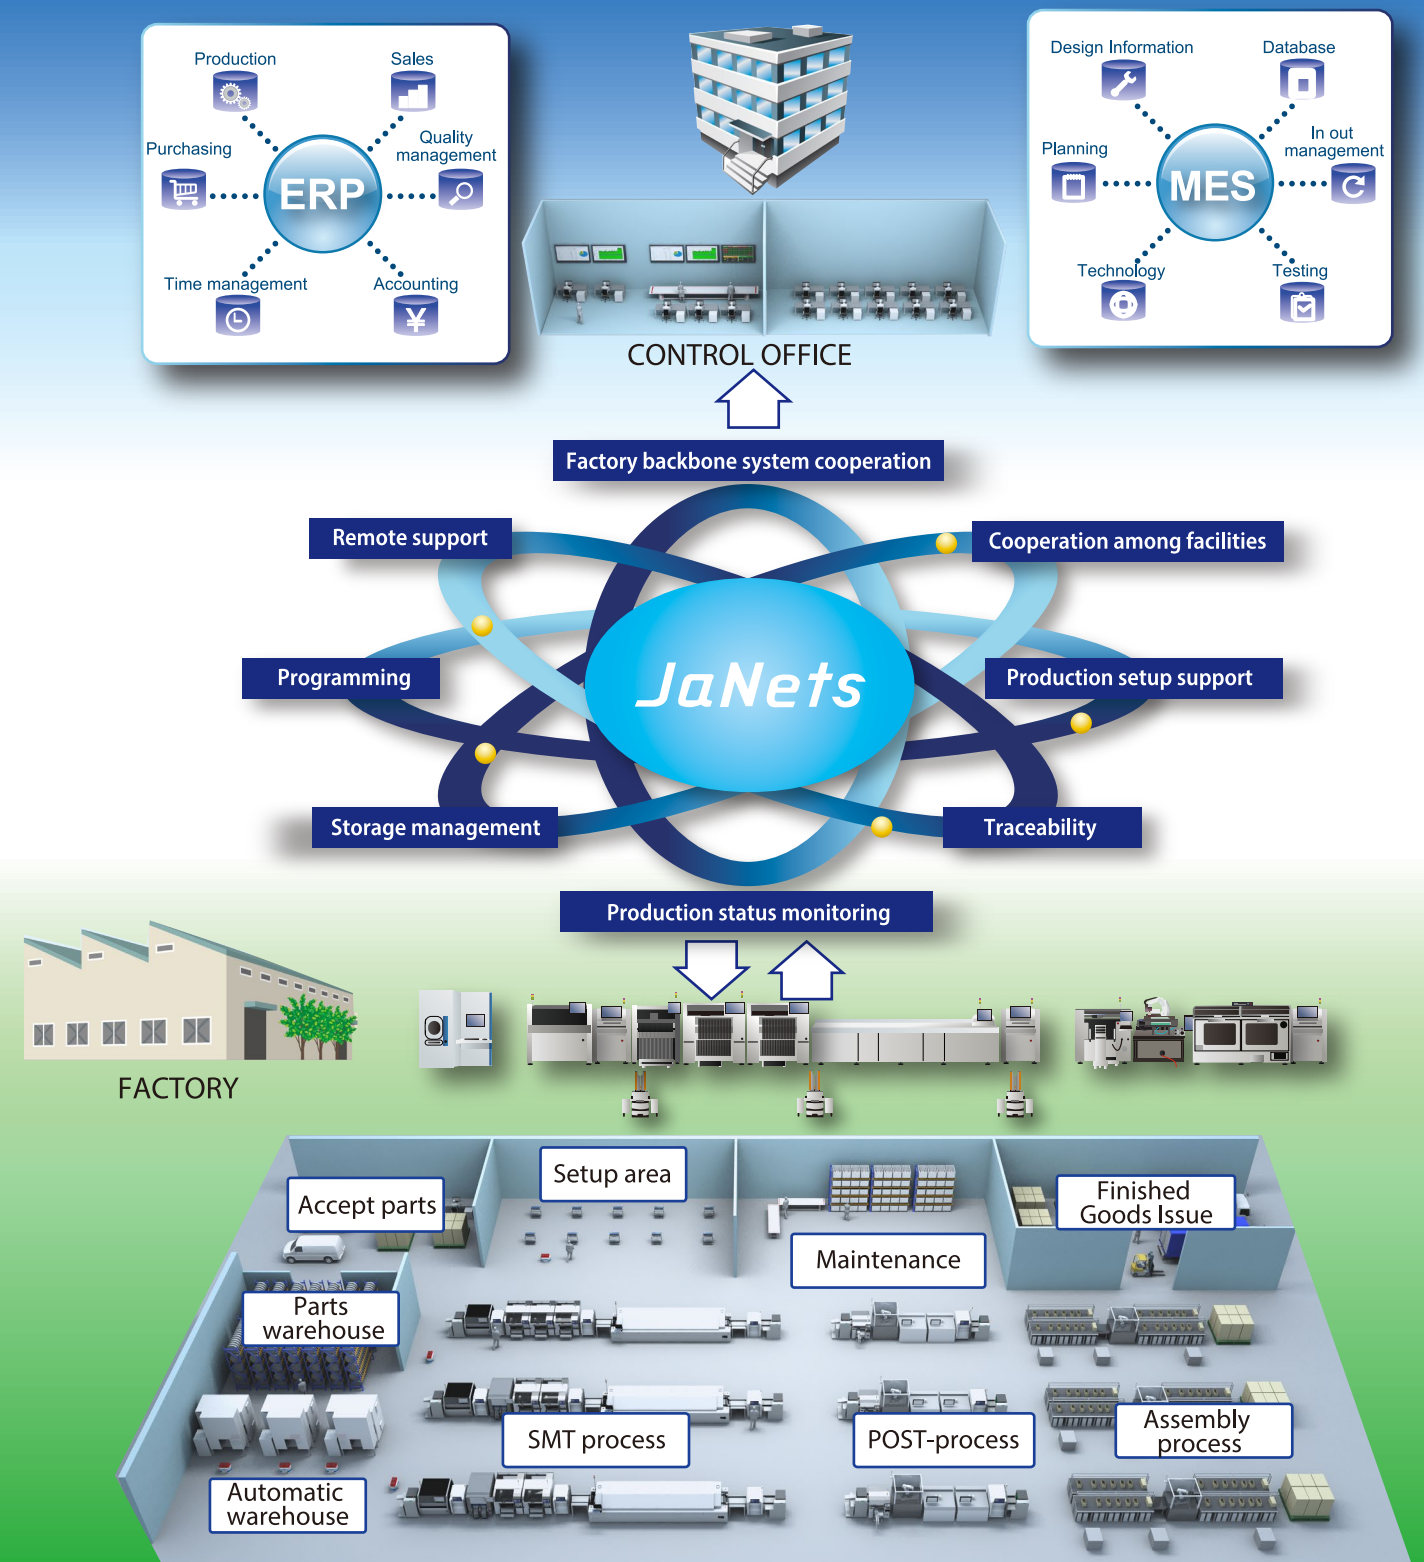 Production
Sales
Purchasing
Quality
management
ERP
Time management
Accounting
CONTROL OFFICE
Design Information
Database
Planning
In out
management
MES
Technology
Testing
Factory backbone system cooperation
Remote support
Cooperation among facilities
Programming
JaNets
Production setup support
Storage management
Traceability
Production status monitoring
FACTORY
Accept parts
Setup area
Maintenance
Finished
Goods Issue
Parts
warehouse
SMT process
POST-process
Assembly
process
Automatic
warehouse